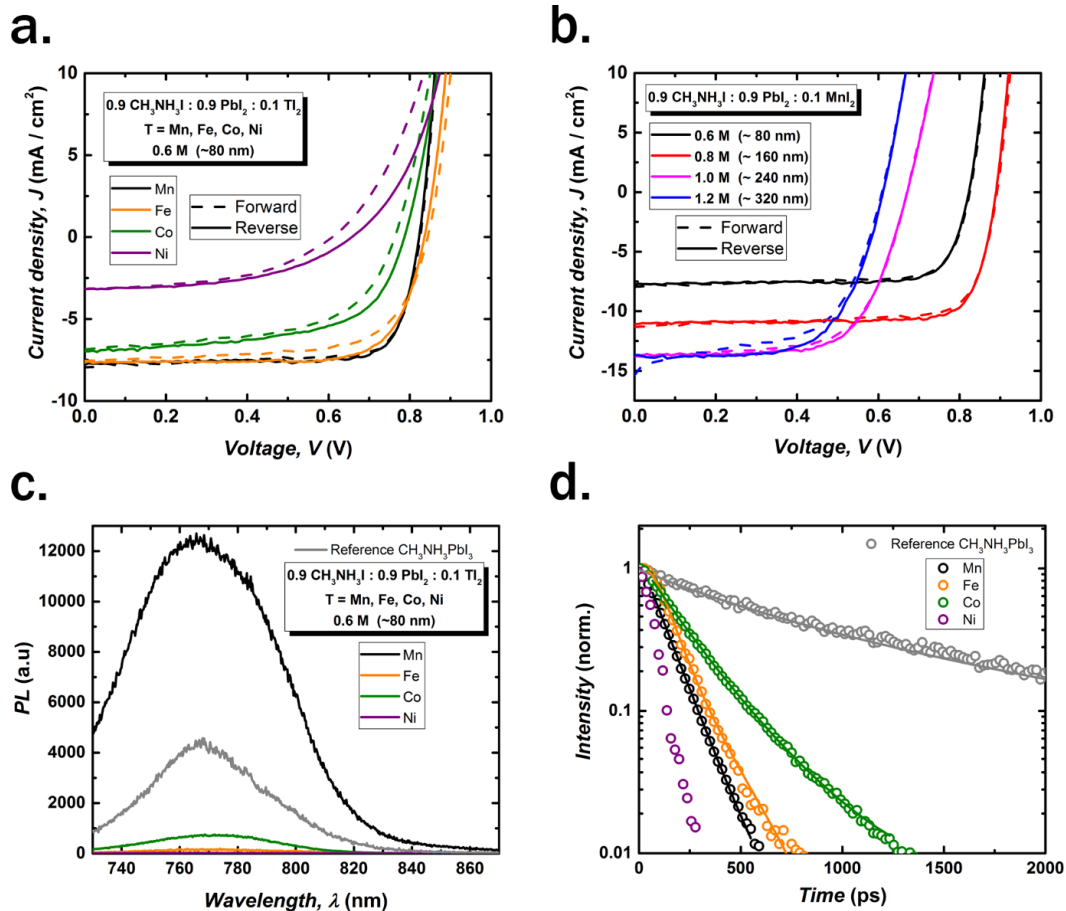 a.
10
5
0
-5
-10
0.0 0.2 0.4 0.6 0.8 1.0
Current density, J (mA / cm²)
Voltage, V (V)
0.9 CH₃NH₃I : 0.9 PbI₂ : 0.1 TI₂
T = Mn, Fe, Co, Ni
0.6 M (~80 nm)
Mn
Fe
Co
Ni
Forward
Reverse
b.
10
5
0
-5
-10
-15
0.0 0.2 0.4 0.6 0.8 1.0
Current density, J (mA / cm²)
Voltage, V (V)
0.9 CH₃NH₃I : 0.9 PbI₂ : 0.1 MnI₂
0.6 M (~ 80 nm)
0.8 M (~ 160 nm)
1.0 M (~ 240 nm)
1.2 M (~ 320 nm)
Forward
Reverse
c.
12000
10000
8000
6000
4000
2000
0
740 760 780 800 820 840 860
PL (a.u)
Wavelength, λ (nm)
Reference CH₃NH₃PbI₃
0.9 CH₃NH₃I : 0.9 PbI₂ : 0.1 TI₂
T = Mn, Fe, Co, Ni
0.6 M (~80 nm)
Mn
Fe
Co
Ni
d.
1
0.1
0.01
0 500 1000 1500 2000
Intensity (norm.)
Time (ps)
Reference CH₃NH₃PbI₃
Mn
Fe
Co
Ni